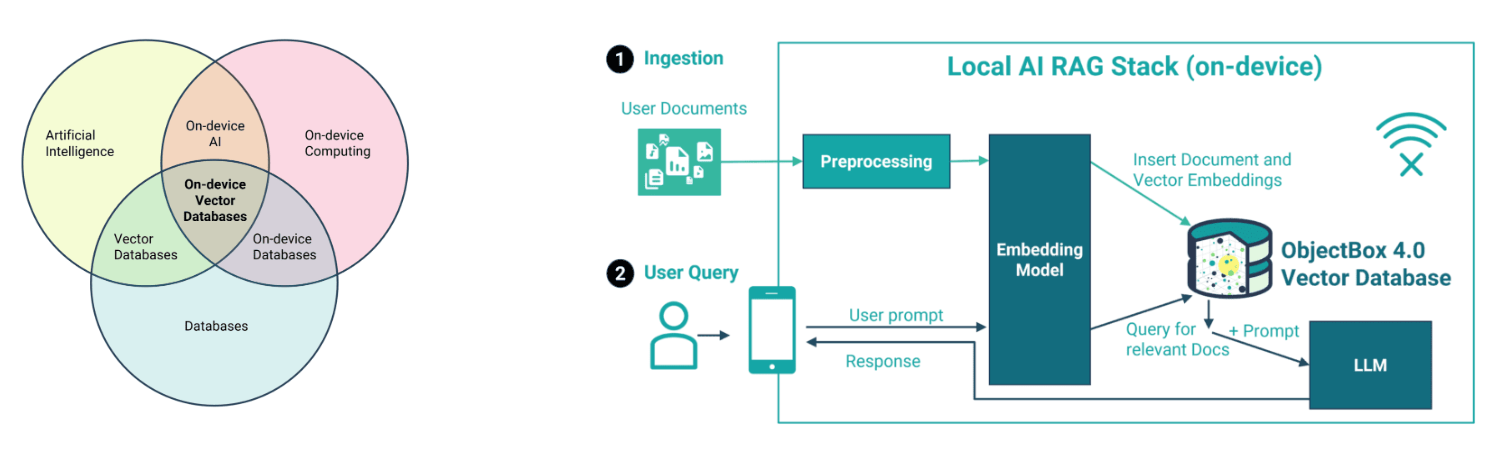 Artificial
Intelligence
On-device
AI
On-device
Computing
On-device
Vector
Databases
Vector
Databases
On-device
Databases
Databases
1 Ingestion
User Documents
Local AI RAG Stack (on-device)
Preprocessing
Insert Document and
Vector Embeddings
Embedding
Model
ObjectBox 4.0
Vector Database
2 User Query
User prompt
Response
Query for
relevant Docs
+ Prompt
LLM